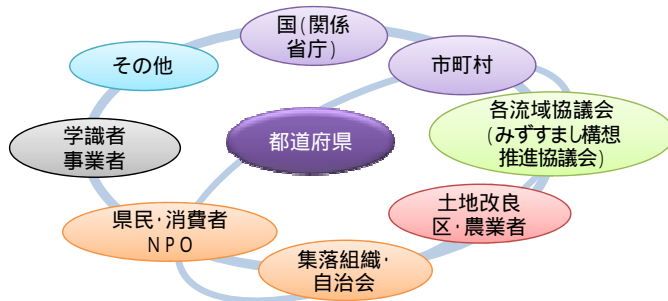 国(関係
省庁)
その他
市町村
各流域協議会
(みずすまし構想
推進協議会)
学識者
事業者
都道府県
土地改良
区・農業者
県民・消費者
NPO
集落組織・
自治会